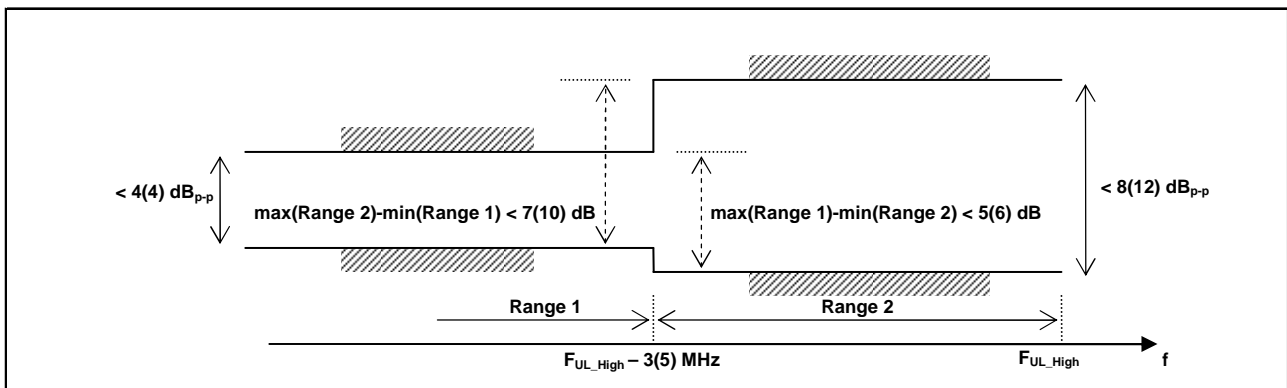 < 4(4) dBp-p
max(Range 2)-min(Range 1) < 7(10) dB
max(Range 1)-min(Range 2) < 5(6) dB
< 8(12) dBp-p
Range 1
Range 2
FUL_High – 3(5) MHz
FUL_High
f